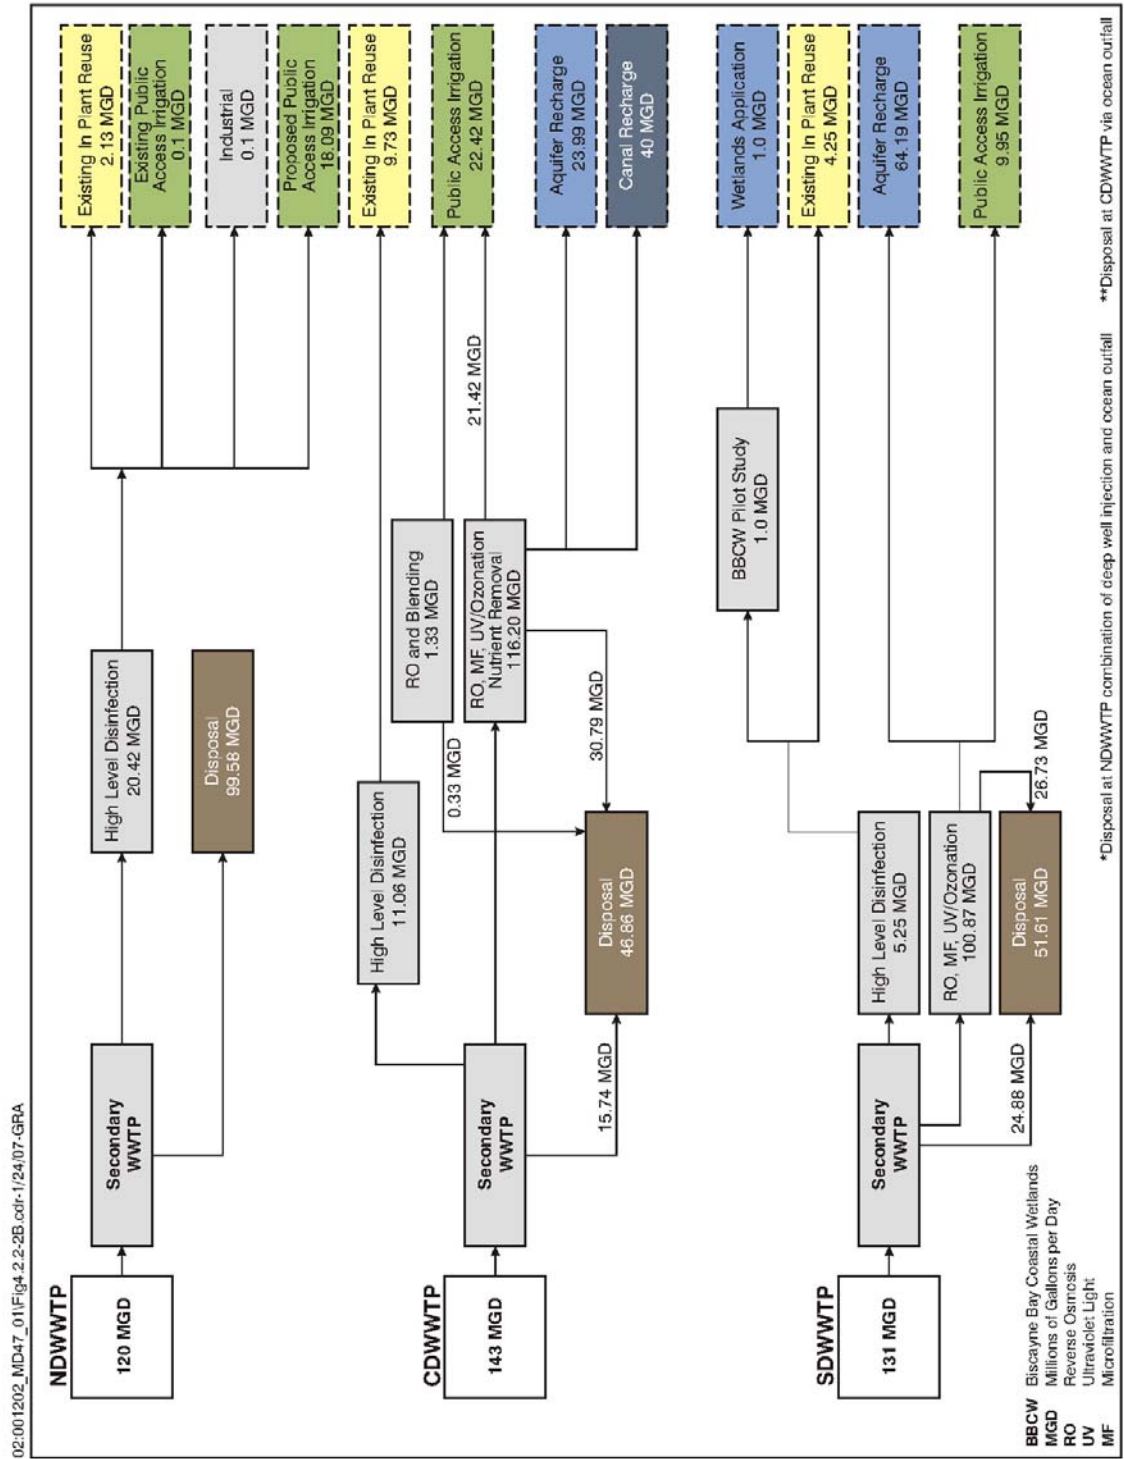 02:001202_MD47_01\Fig4.2.2-2B.cdr-1/24/07-GRA
NDWWTP
120 MGD
Secondary
WWTP
High Level Disinfection
20.42 MGD
Disposal
99.58 MGD
Existing In Plant Reuse
2.13 MGD
Existing Public
Access Irrigation
0.1 MGD
Industrial
0.1 MGD
Proposed Public
Access Irrigation
18.09 MGD
CDWWTP
143 MGD
Secondary
WWTP
High Level Disinfection
11.06 MGD
RO and Blending
1.33 MGD
RO, MF, UV/Ozonation
Nutrient Removal
116.20 MGD
0.33 MGD
30.79 MGD
15.74 MGD
Disposal
46.86 MGD
21.42 MGD
Existing In Plant Reuse
9.73 MGD
Public Access Irrigation
22.42 MGD
Aquifer Recharge
23.99 MGD
Canal Recharge
40 MGD
SDWWTP
131 MGD
Secondary
WWTP
High Level Disinfection
5.25 MGD
RO, MF, UV/Ozonation
100.87 MGD
Disposal
51.61 MGD
24.88 MGD
26.73 MGD
BBCW Pilot Study
1.0 MGD
Wetlands Application
1.0 MGD
Existing In Plant Reuse
4.25 MGD
Aquifer Recharge
64.19 MGD
Public Access Irrigation
9.95 MGD
BBCW Biscayne Bay Coastal Wetlands
MGD Millions of Gallons per Day
RO Reverse Osmosis
UV Ultraviolet Light
MF Microfiltration
*Disposal at NDWWTP combination of deep well injection and ocean outfall **Disposal at CDWWTP via ocean outfall